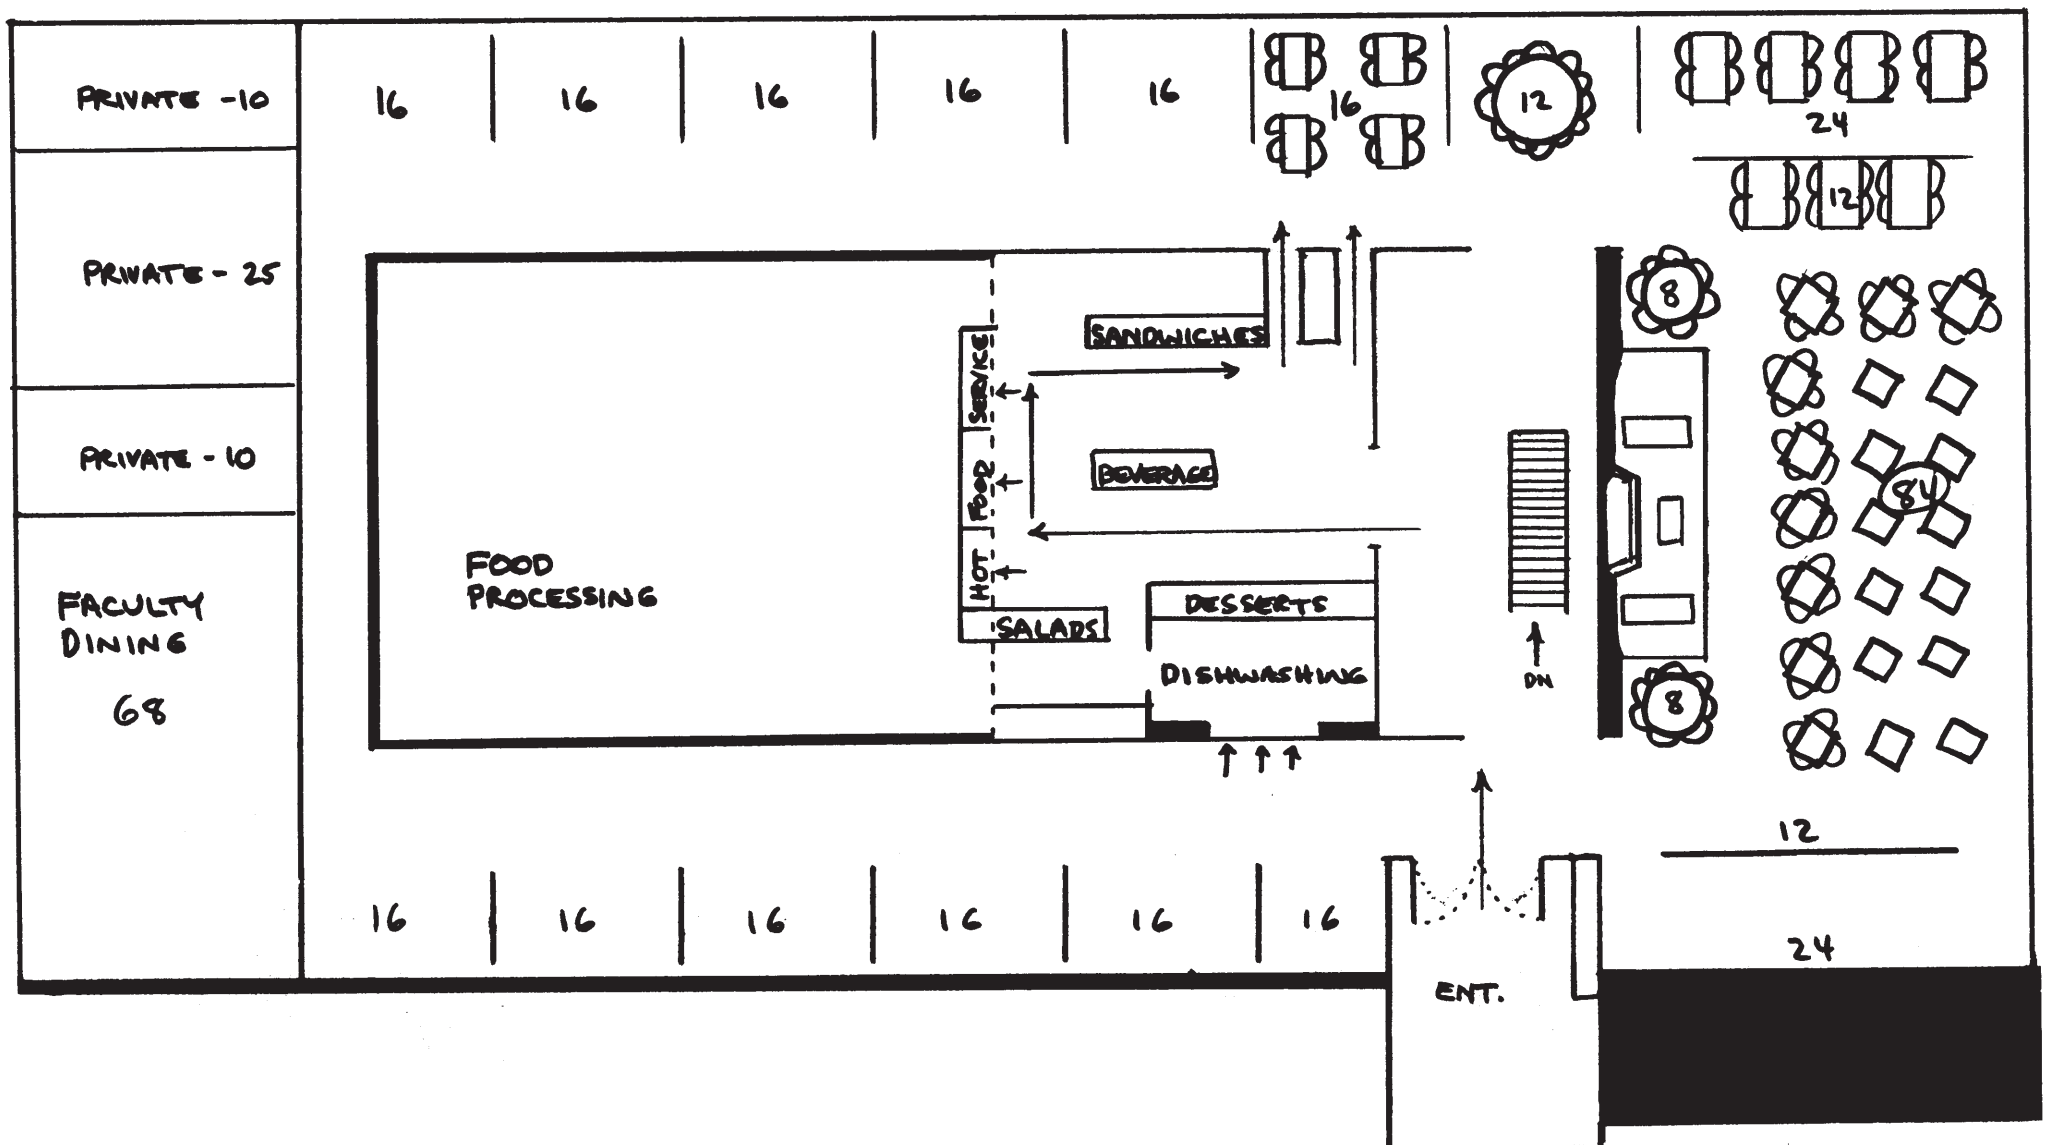 PRIVATE - 10
16
16
16
16
16
16
12
24
12
PRIVATE - 25
8
SANDWICHES
HOT FOOD SERVICE
PRIVATE - 10
BEVERAGE
84
FOOD
PROCESSING
FACULTY
DINING
68
SALADS
DESSERTS
DISHWASHING
DN
8
12
16
16
16
16
16
16
24
ENT.